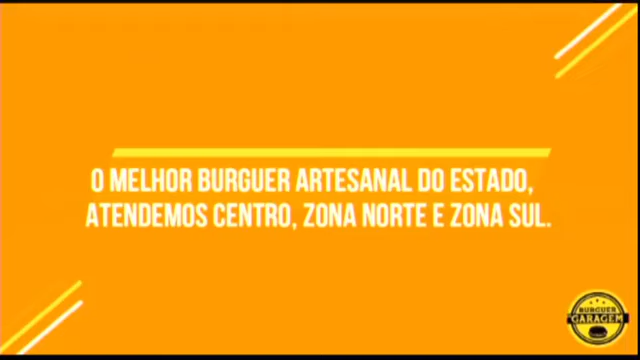 O MELHOR BURGUER ARTESANAL DO ESTADO,
ATENDEMOS CENTRO, ZONA NORTE E ZONA SUL.
BURGUER
GARAGEM